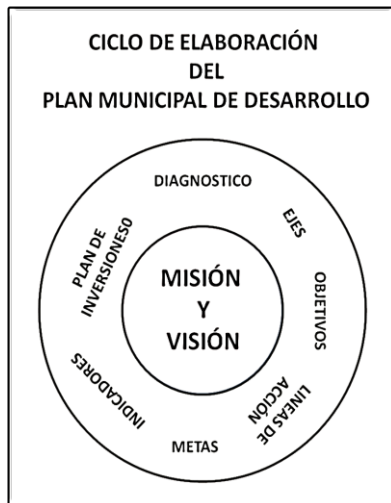 CICLO DE ELABORACIÓN
DEL
PLAN MUNICIPAL DE DESARROLLO
DIAGNOSTICO
EJES
OBJETIVOS
LINEAS DE
ACCIÓN
METAS
INDICADORES
PLAN DE
INVERSIONES0
MISIÓN
Y
VISIÓN